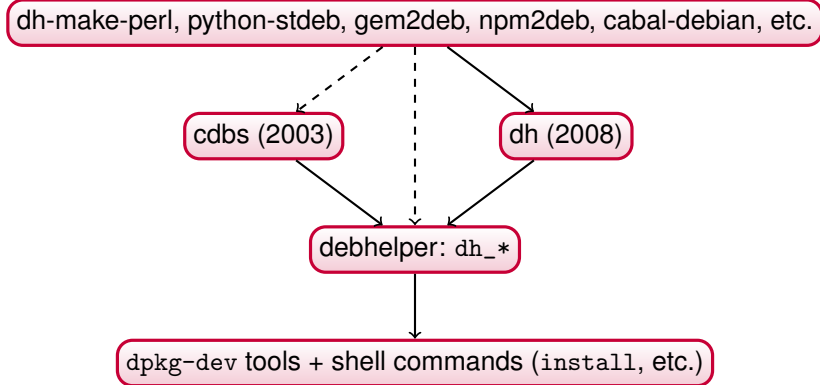 dh-make-perl, python-stdeb, gem2deb, npm2deb, cabal-debian, etc.
cdbs (2003)
dh (2008)
debhelper: dh_*
dpkg-dev tools + shell commands (install, etc.)